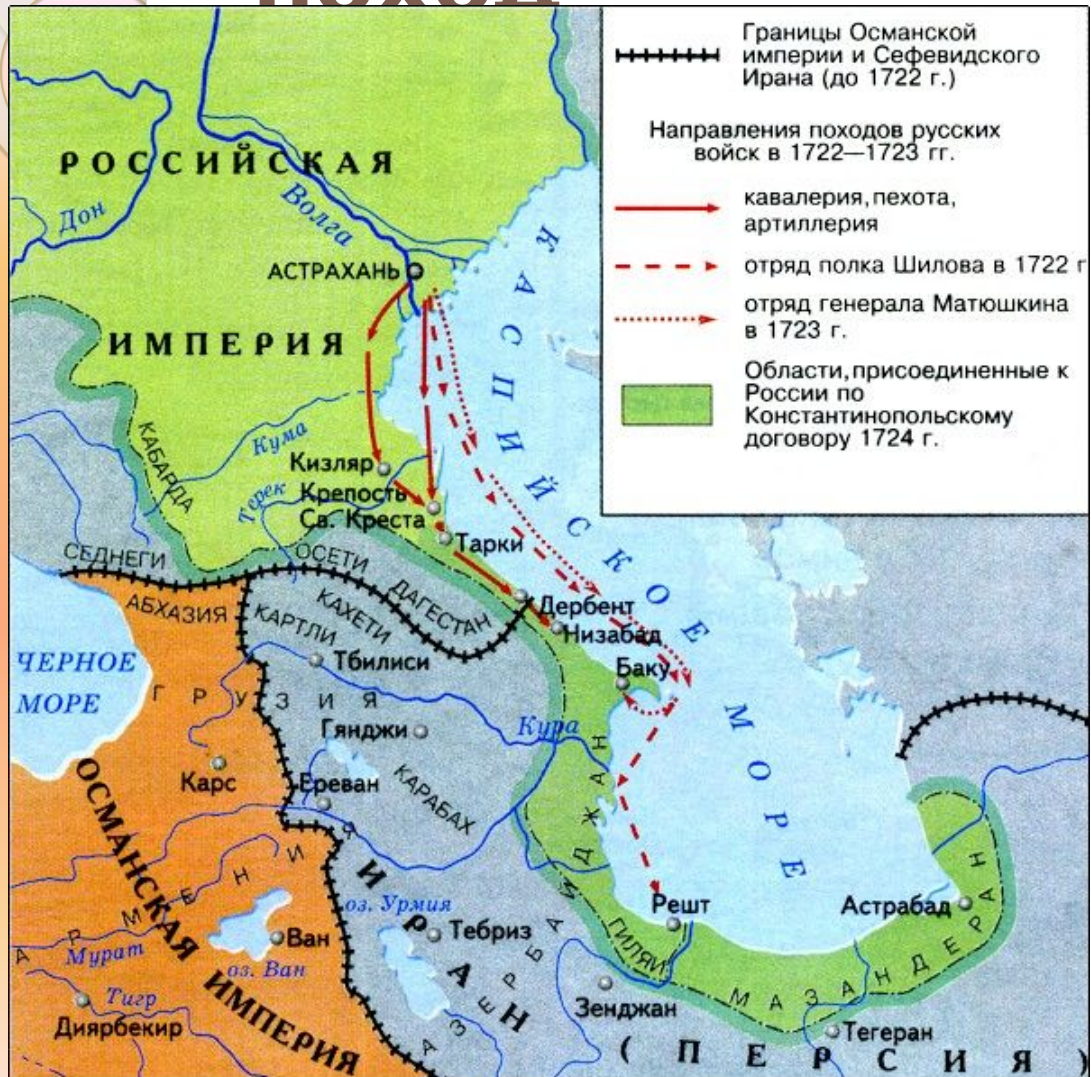 ПОХОД
Границы Османской
империи и Сефевидского
Ирана (до 1722 г.)
Направления походов русских
войск в 1722—1723 гг.
кавалерия, пехота,
артиллерия
отряд полка Шилова в 1722 г
отряд генерала Матюшкина
в 1723 г.
Области, присоединенные к
России по
Константинопольскому
договору 1724 г.
РОССИЙСКАЯ
ИМПЕРИЯ
Дон
Волга
АСТРАХАНЬ
КАСПИЙСКОЕ МОРЕ
КАБАРДА
Кума
Кизляр
Терек
Крепость
Св. Креста
Тарки
СЕДНЕГИ
ОСЕТИ
ДАГЕСТАН
АБХАЗИЯ
КАРТЛИ
КАХЕТИ
Дербент
Низабад
ЧЕРНОЕ
МОРЕ
Тбилиси
Баку
ГРУЗИЯ
Гянджи
Кура
Карс
Ереван
КАРАБАХ
ОСМАНСКАЯ ИМПЕРИЯ
АРМЕНИЯ
ИРАН
АЗЕРБАЙДЖАН
оз. Урмия
Решт
Астрабад
Ван
Тебриз
ГИЛЯН
Мурат
оз. Ван
МАЗАНДЕРАН
Тигр
Зенджан
Диярбекир
Тегеран
(ПЕРСИЯ)